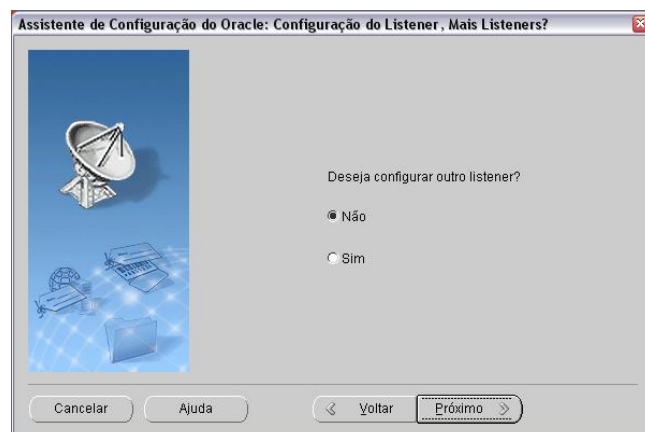 Assistente de Configuração do Oracle: Configuração do Listener, Mais Listeners?
Deseja configurar outro listener?
Não
Sim
Cancelar
Ajuda
Voltar
Próximo